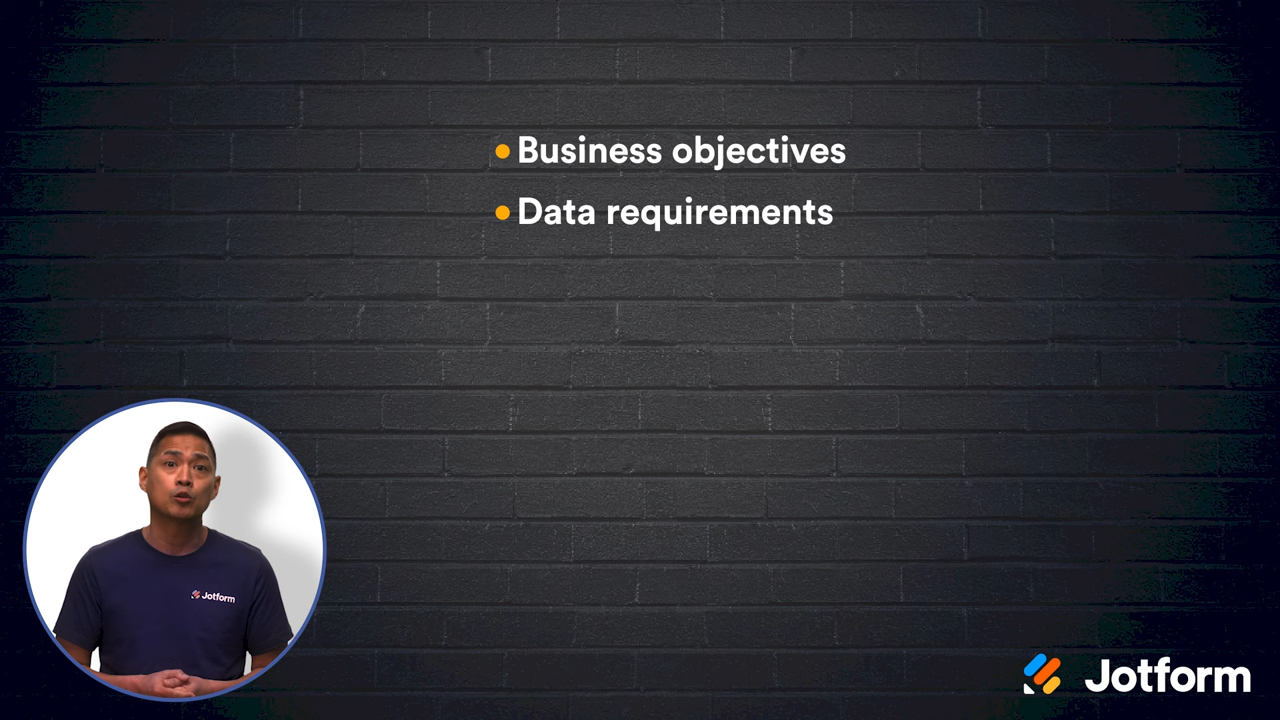 • Business objectives
• Data requirements
Jotform
Jotform